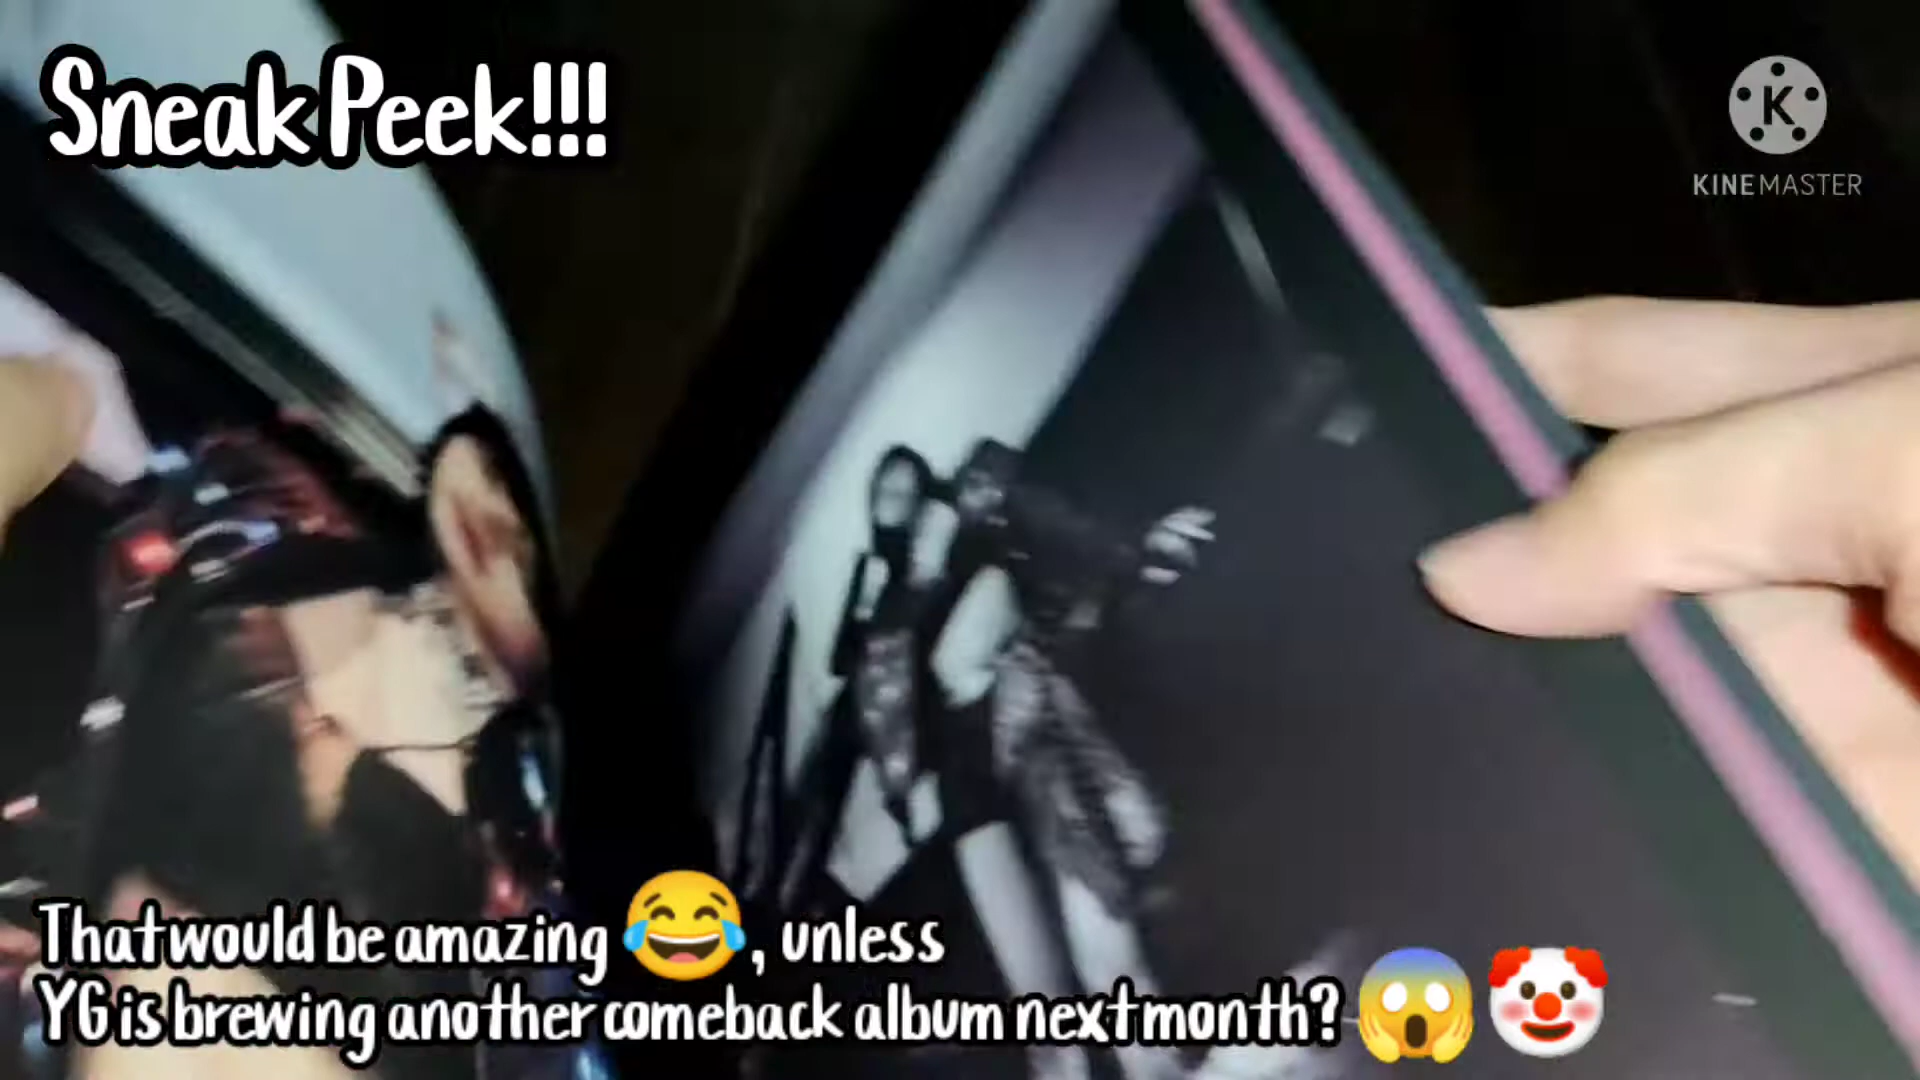 Sneak Peek!!!
KINEMASTER
That would be amazing 😂, unless
YG is brewing another comeback album next month? 😱 🤡